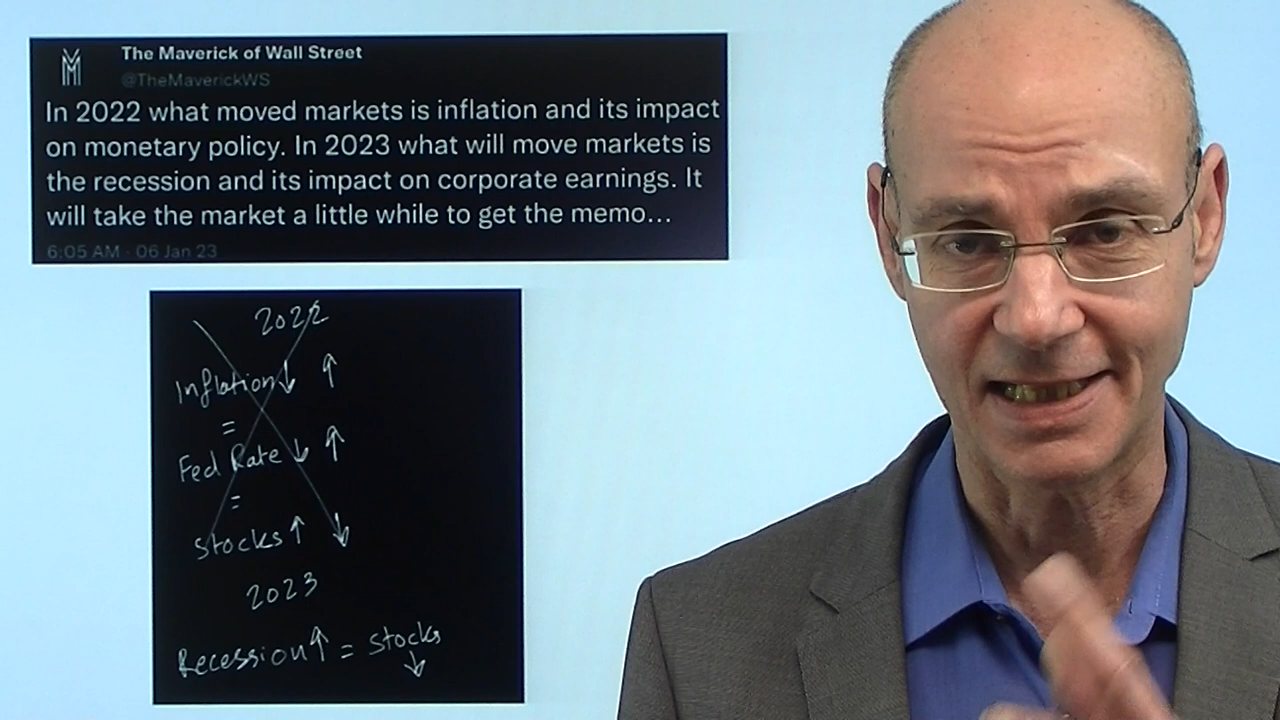 The Maverick of Wall Street
@TheMaverickWS
In 2022 what moved markets is inflation and its impact
on monetary policy. In 2023 what will move markets is
the recession and its impact on corporate earnings. It
will take the market a little while to get the memo...
6:05 AM · 06 Jan 23
2022
Inflation ↓ ↑
=
Fed Rate ↓ ↑
=
Stocks ↑ ↓
2023
Recession ↑ = Stocks
↓